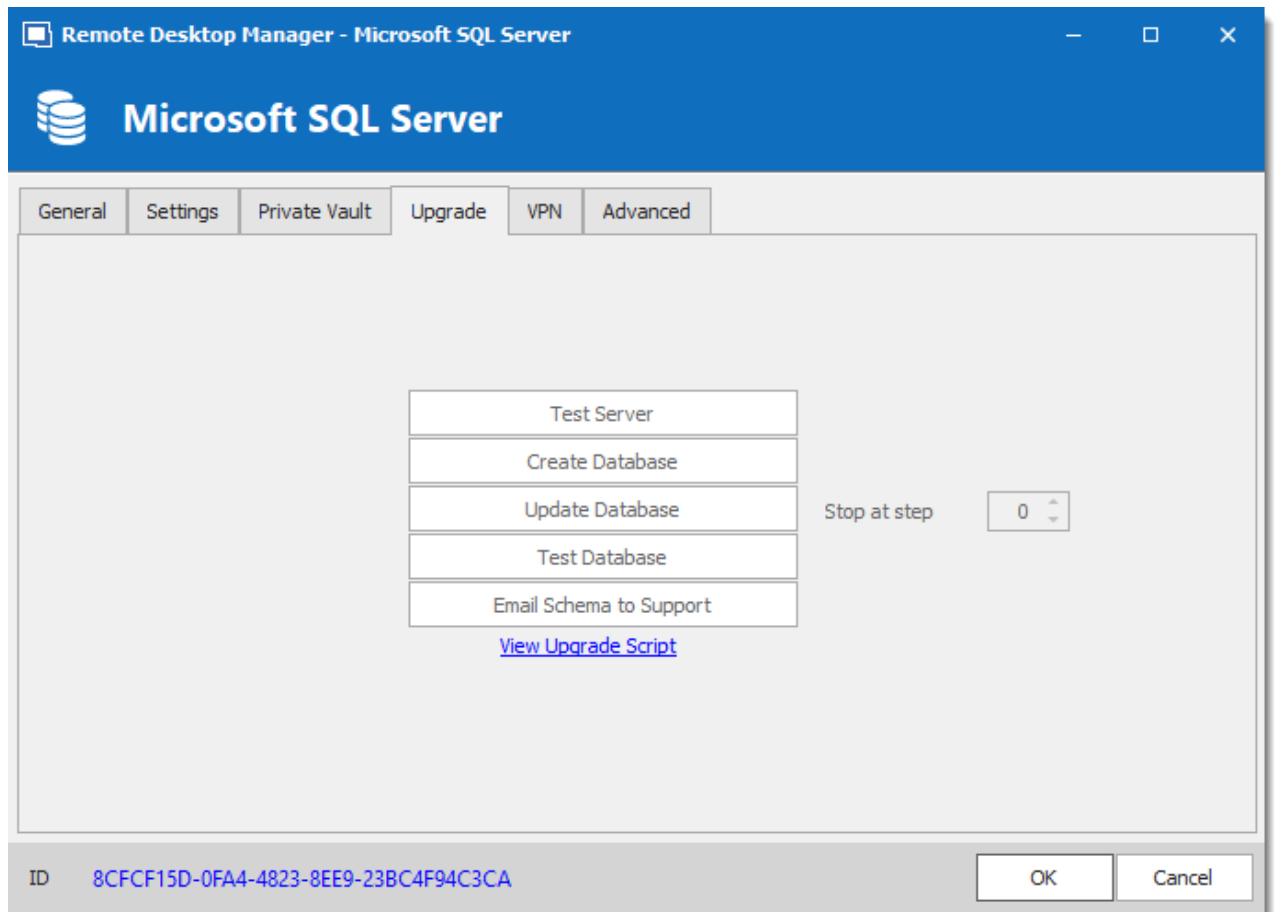 Remote Desktop Manager - Microsoft SQL Server
Microsoft SQL Server
General Settings Private Vault Upgrade VPN Advanced
Test Server
Create Database
Update Database Stop at step 0
Test Database
Email Schema to Support
View Upgrade Script
ID 8CFCF15D-0FA4-4823-8EE9-23BC4F94C3CA OK Cancel